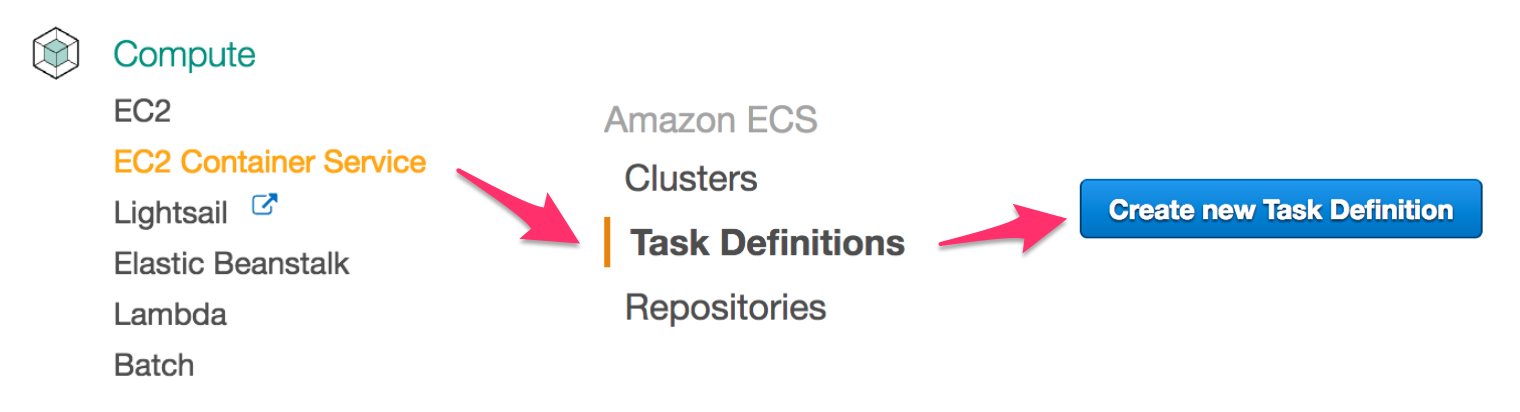 Compute
EC2
EC2 Container Service
Lightsail
Elastic Beanstalk
Lambda
Batch
Amazon ECS
Clusters
Task Definitions
Repositories
Create new Task Definition